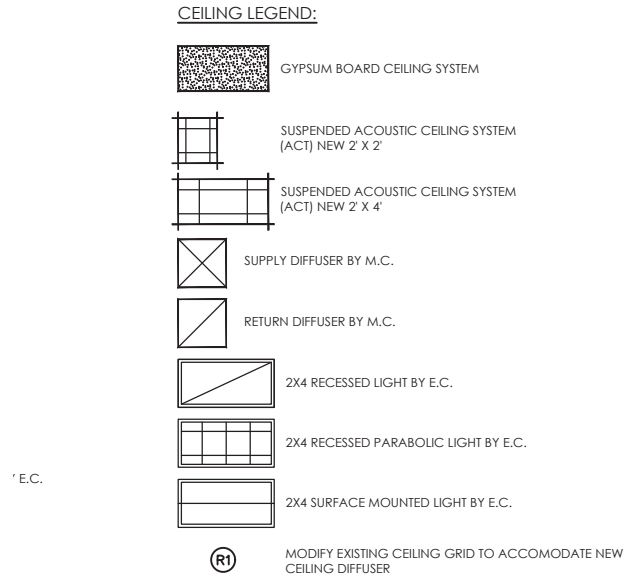 CEILING LEGEND:
GYPSUM BOARD CEILING SYSTEM
SUSPENDED ACOUSTIC CEILING SYSTEM
(ACT) NEW 2' X 2'
SUSPENDED ACOUSTIC CEILING SYSTEM
(ACT) NEW 2' X 4'
SUPPLY DIFFUSER BY M.C.
RETURN DIFFUSER BY M.C.
2X4 RECESSED LIGHT BY E.C.
2X4 RECESSED PARABOLIC LIGHT BY E.C.
E.C.
2X4 SURFACE MOUNTED LIGHT BY E.C.
R1 MODIFY EXISTING CEILING GRID TO ACCOMODATE NEW
CEILING DIFFUSER